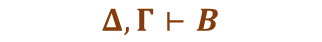 𝚫, 𝚪 ⊢ 𝑩